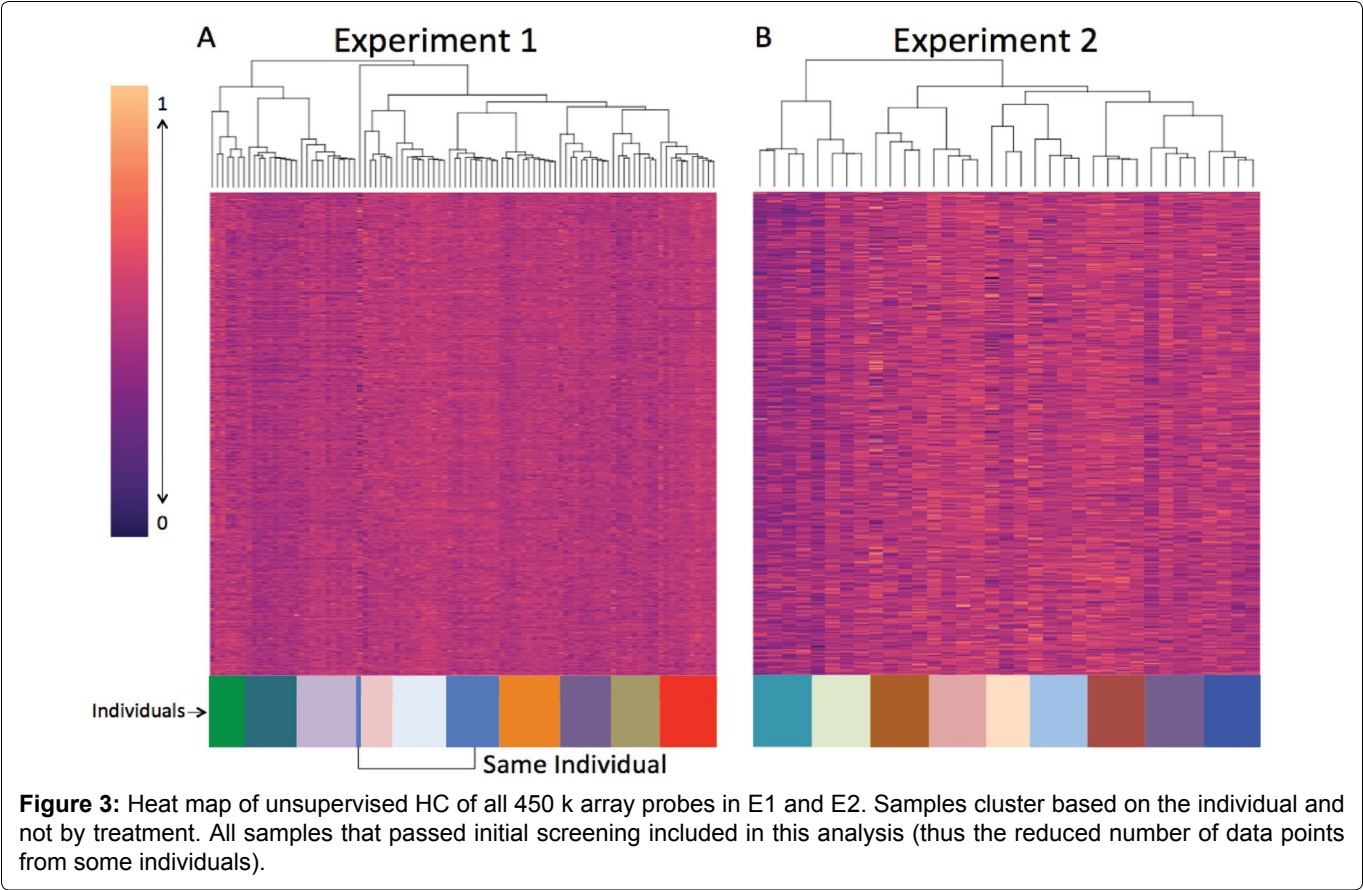 A
Experiment 1
B
Experiment 2
1
0
Individuals→
Same Individual
Figure 3: Heat map of unsupervised HC of all 450 k array probes in E1 and E2. Samples cluster based on the individual and
not by treatment. All samples that passed initial screening included in this analysis (thus the reduced number of data points
from some individuals).